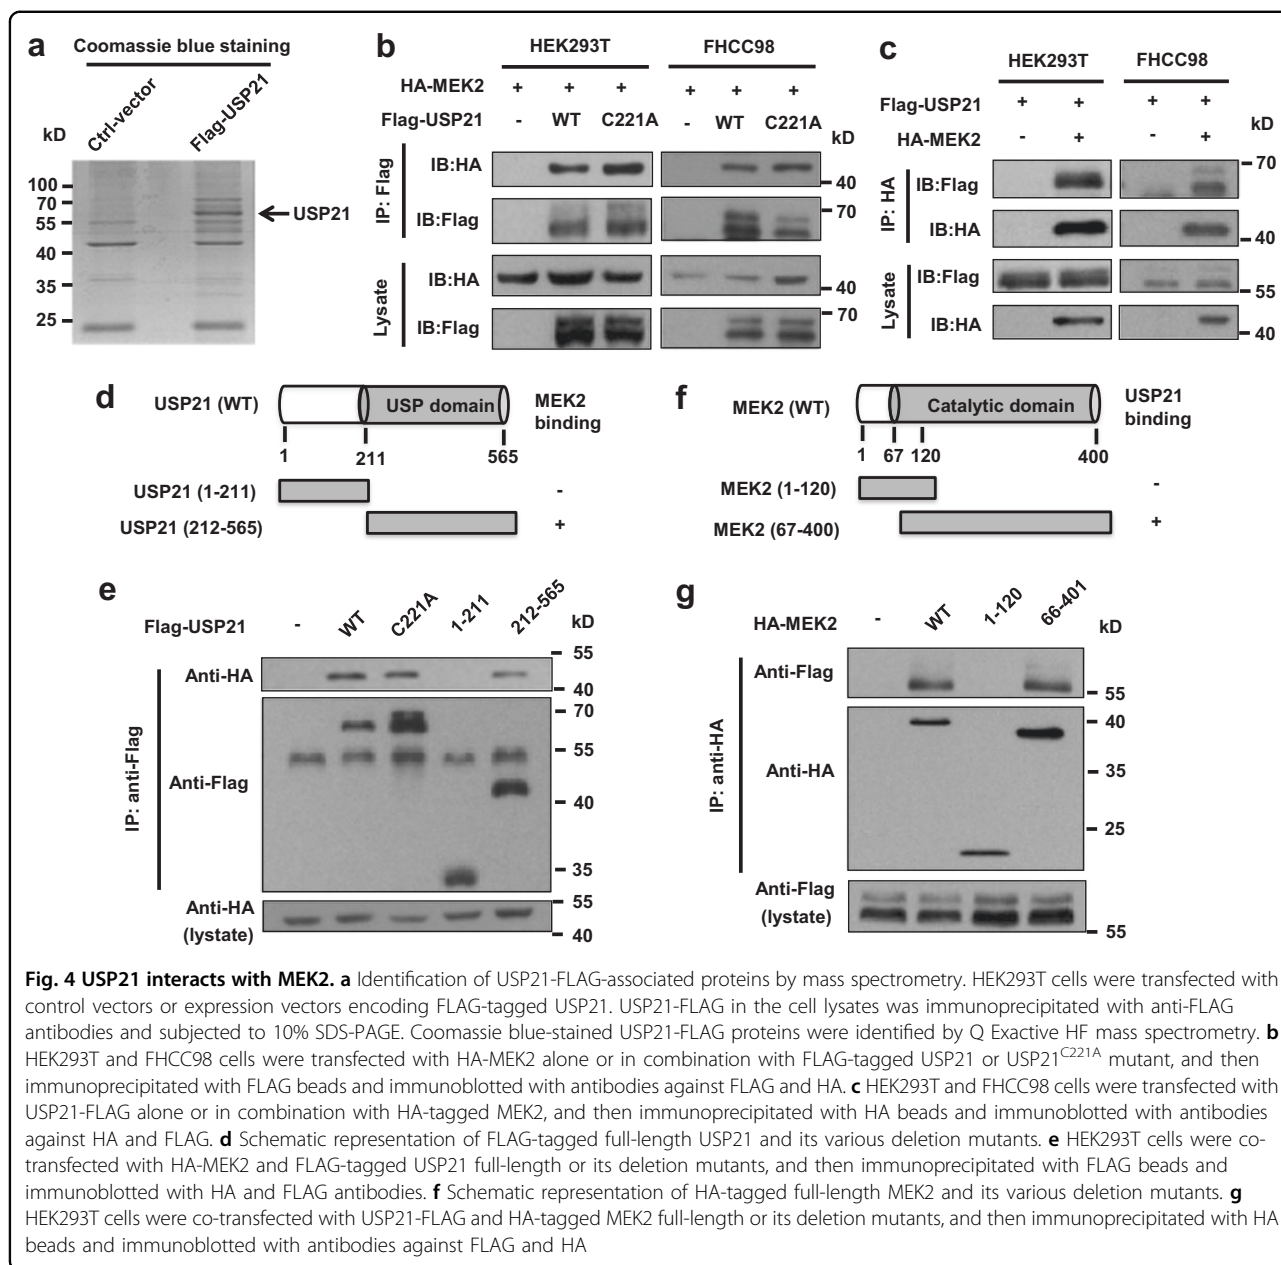 a
Coomassie blue staining
Ctrl-vector
Flag-USP21
kD
100
70
55
40
35
25
USP21
b
HEK293T FHCC98
HA-MEK2 + + + + + +
Flag-USP21 - WT C221A - WT C221A kD
IP: Flag
IB:HA 40
IB:Flag 70
Lysate
IB:HA 40
IB:Flag 70
c
HEK293T FHCC98
Flag-USP21 + + + +
HA-MEK2 - + - + kD
IP: HA
IB:Flag 70
IB:HA 40
Lysate
IB:Flag 55
IB:HA 40
d
USP21 (WT) USP domain MEK2
binding
1 211 565
USP21 (1-211) -
USP21 (212-565) +
f
MEK2 (WT) Catalytic domain USP21
binding
1 67 120 400
MEK2 (1-120) -
MEK2 (67-400) +
e
Flag-USP21 - WT C221A 1-211 212-565 kD
IP: anti-Flag
Anti-HA 55
40
Anti-Flag 70
55
40
35
Anti-HA 55
(lystate) 40
g
HA-MEK2 - WT 1-120 66-401 kD
IP: anti-HA
Anti-Flag 55
Anti-HA 40
35
25
Anti-Flag
(lystate) 55
Fig. 4 USP21 interacts with MEK2. a Identification of USP21-FLAG-associated proteins by mass spectrometry. HEK293T cells were transfected with
control vectors or expression vectors encoding FLAG-tagged USP21. USP21-FLAG in the cell lysates was immunoprecipitated with anti-FLAG
antibodies and subjected to 10% SDS-PAGE. Coomassie blue-stained USP21-FLAG proteins were identified by Q Exactive HF mass spectrometry. b
HEK293T and FHCC98 cells were transfected with HA-MEK2 alone or in combination with FLAG-tagged USP21 or USP21C221A mutant, and then
immunoprecipitated with FLAG beads and immunoblotted with antibodies against FLAG and HA. c HEK293T and FHCC98 cells were transfected with
USP21-FLAG alone or in combination with HA-tagged MEK2, and then immunoprecipitated with HA beads and immunoblotted with antibodies
against HA and FLAG. d Schematic representation of FLAG-tagged full-length USP21 and its various deletion mutants. e HEK293T cells were co-
transfected with HA-MEK2 and FLAG-tagged USP21 full-length or its deletion mutants, and then immunoprecipitated with FLAG beads and
immunoblotted with HA and FLAG antibodies. f Schematic representation of HA-tagged full-length MEK2 and its various deletion mutants. g
HEK293T cells were co-transfected with USP21-FLAG and HA-tagged MEK2 full-length or its deletion mutants, and then immunoprecipitated with HA
beads and immunoblotted with antibodies against FLAG and HA